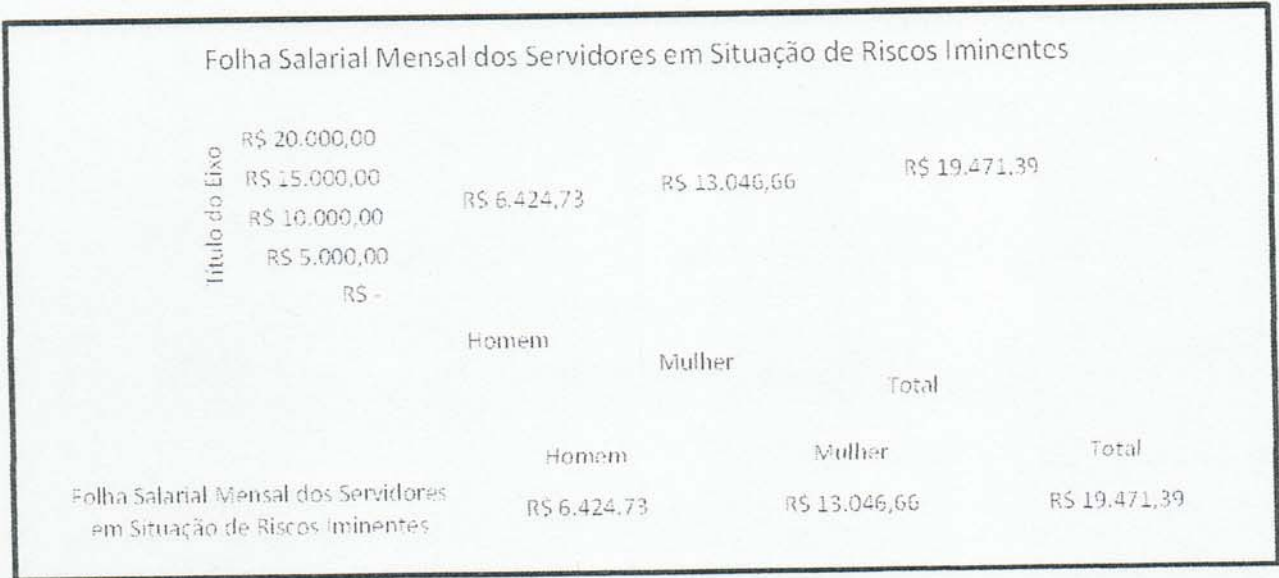 Folha Salarial Mensal dos Servidores em Situação de Riscos Iminentes
Título do Eixo
R$ 20.000,00
R$ 15.000,00
R$ 10.000,00
R$ 5.000,00
R$ -
R$ 6.424,73
R$ 13.046,66
R$ 19.471,39
Homem
Mulher
Total
Homem Mulher Total
Folha Salarial Mensal dos Servidores
em Situação de Riscos Iminentes
R$ 6.424,73 R$ 13.046,66 R$ 19.471,39